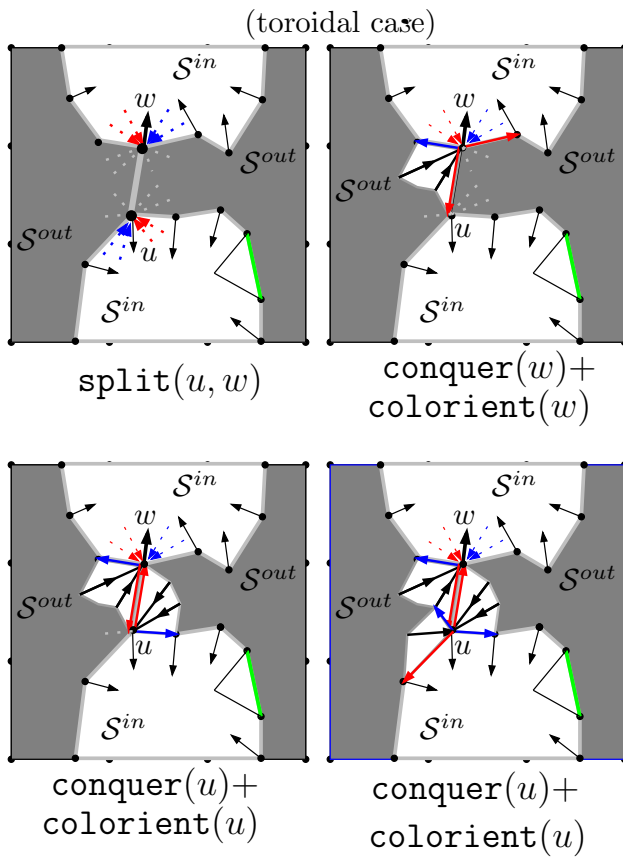 (toroidal case)
S^{in} S^{in}
w w
S^{out} S^{out}
S^{out} S^{out}
u u
S^{in} S^{in}
split(u, w) conquer(w)+
colorient(w)
S^{in} S^{in}
w w
S^{out} S^{out} S^{out} S^{out}
u u
S^{in} S^{in}
conquer(u)+ conquer(u)+
colorient(u) colorient(u)